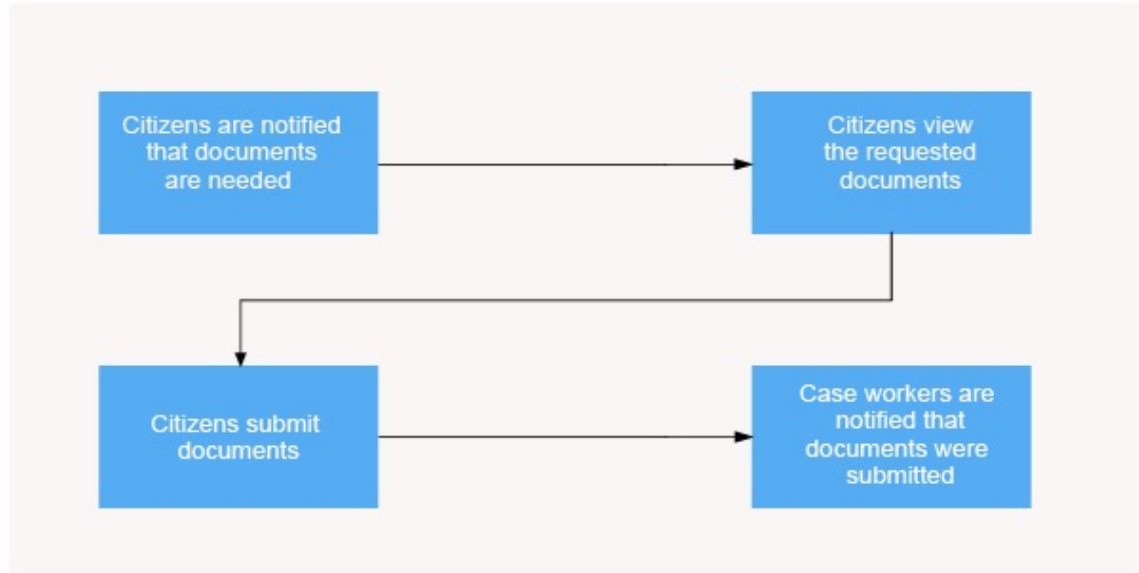 Citizens are notified
that documents
are needed
Citizens view
the requested
documents
Citizens submit
documents
Case workers are
notified that
documents were
submitted